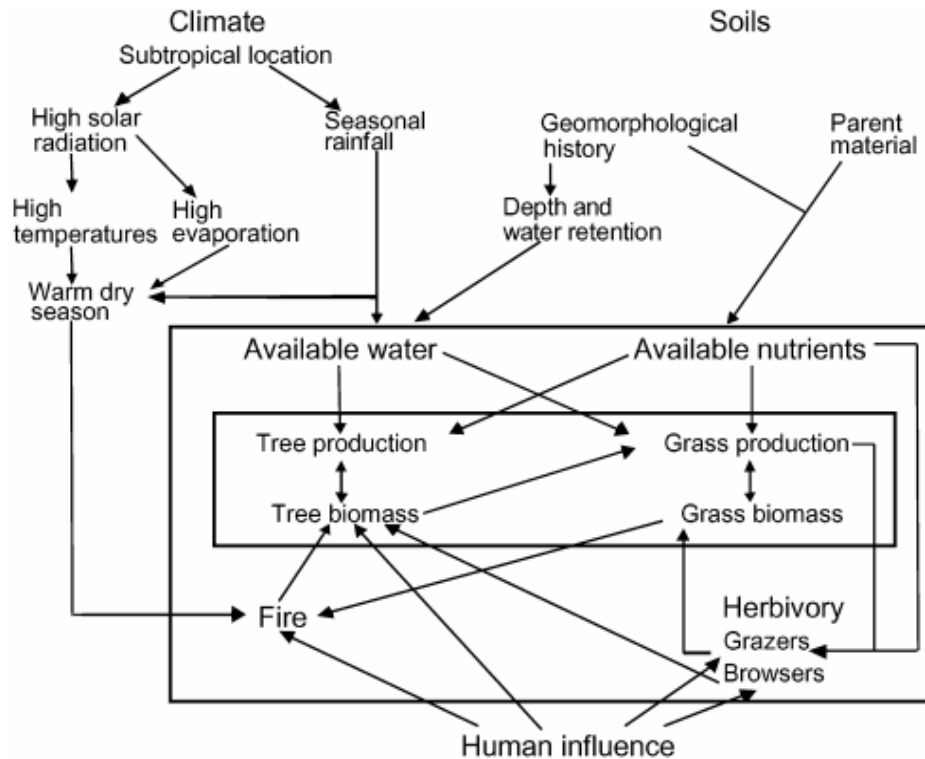 Climate
Soils
Subtropical location
High solar
radiation
Seasonal
rainfall
Geomorphological
history
Parent
material
High
temperatures
High
evaporation
Depth and
water retention
Warm dry
season
Available water
Available nutrients
Tree production
Grass production
Tree biomass
Grass biomass
Fire
Herbivory
Grazers
Browsers
Human influence